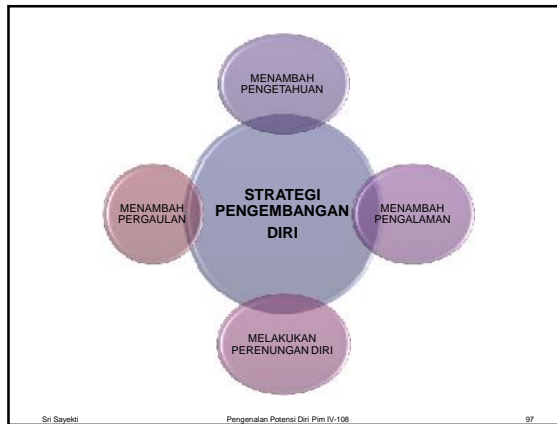 MENAMBAH
PENGETAHUAN
MENAMBAH
PERGAULAN
STRATEGI
PENGEMBANGAN
DIRI
MENAMBAH
PENGALAMAN
MELAKUKAN
PERENUNGAN DIRI
Sri Sayekti
Pengenalan Potensi Diri Pim IV-108
97